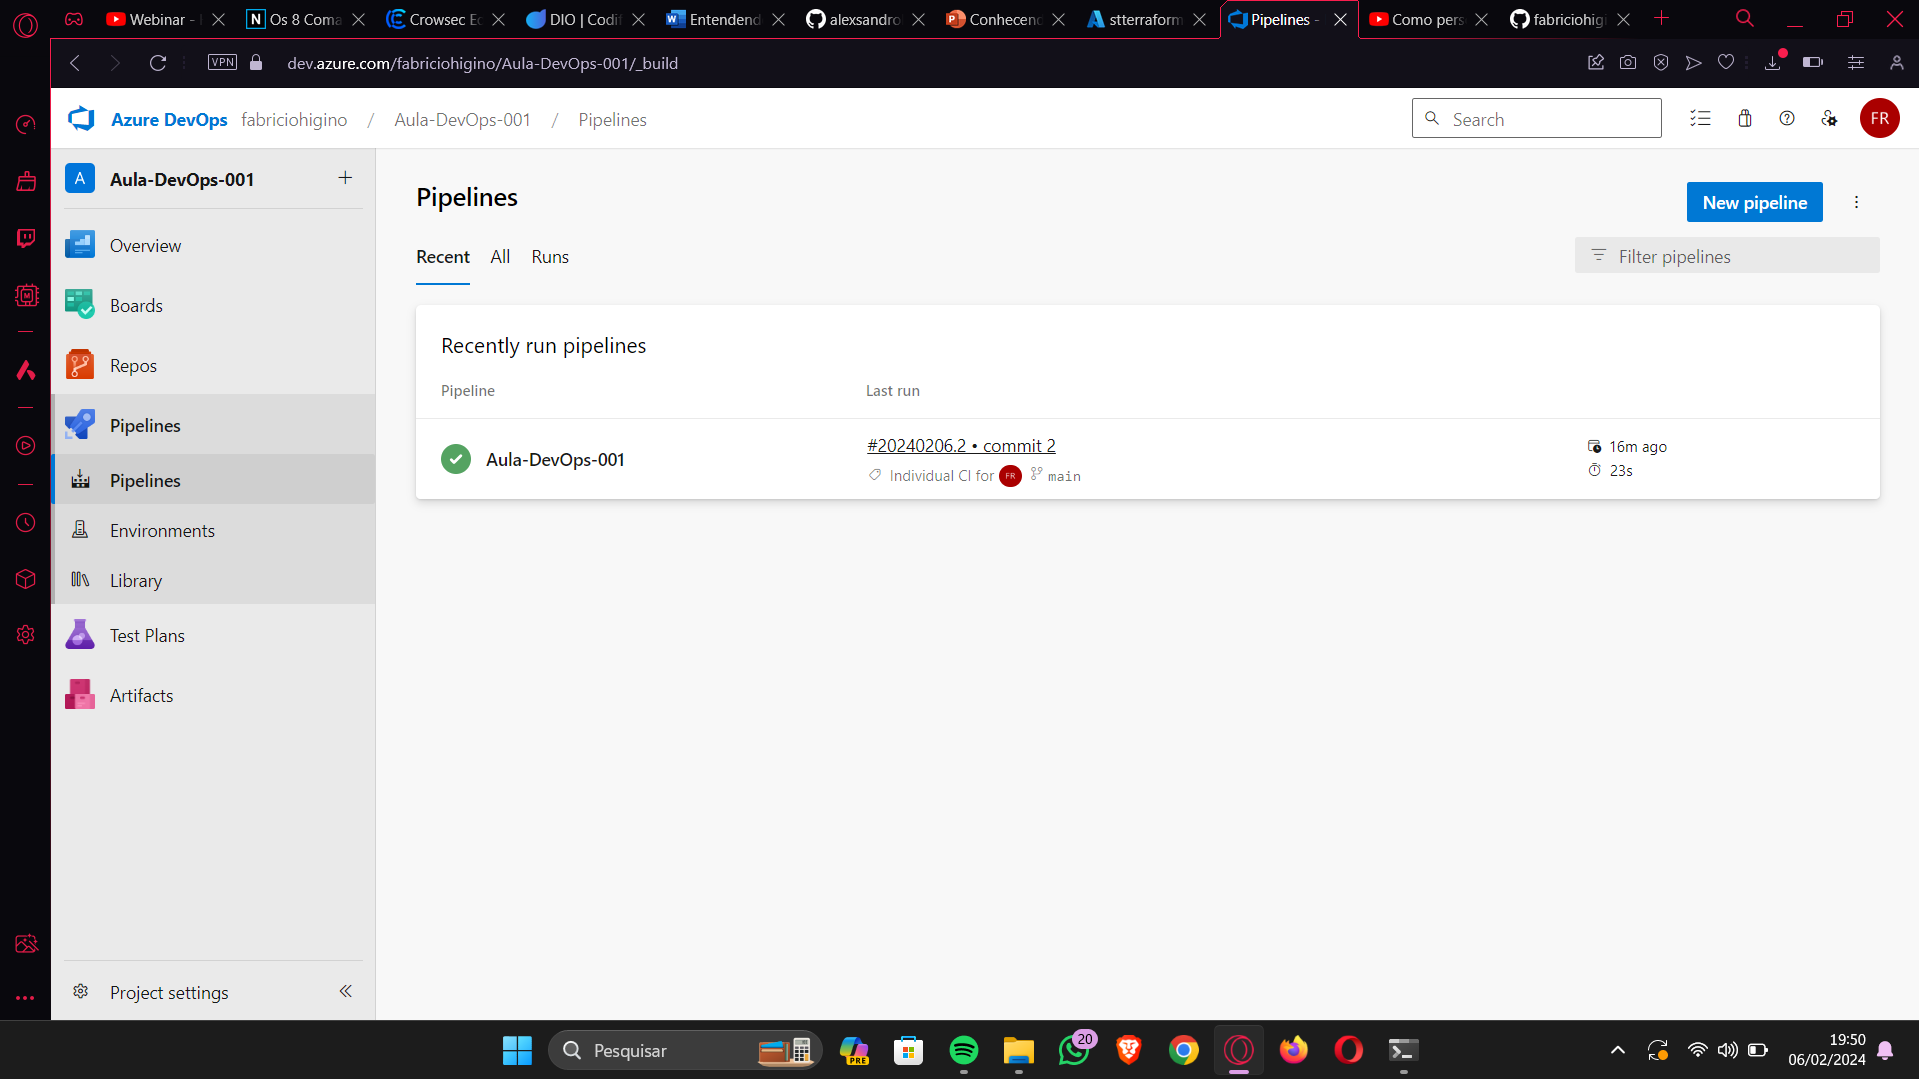 Webinar -
Os 8 Coma
Crowsec Ec
DIO | Codif
Entendend
alexsandro
Conhecenc
stterraform
Pipelines -
Como pers
fabriciohigi
VPN
dev.azure.com/fabriciohigino/Aula-DevOps-001/_build
Azure DevOps
fabriciohigino / Aula-DevOps-001 / Pipelines
Search
FR
A
Aula-DevOps-001
Overview
Boards
Repos
Pipelines
Pipelines
Environments
Library
Test Plans
Artifacts
Project settings
Pipelines
New pipeline
Recent
All
Runs
Filter pipelines
Recently run pipelines
Pipeline
Last run
Aula-DevOps-001
#20240206.2 • commit 2
Individual CI for FR main
16m ago
23s
Pesquisar
PRE
20
19:50
06/02/2024